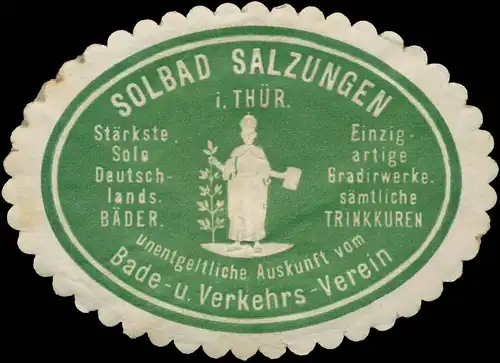 SOLBAD SALZUNGEN
i. THÜR.
Stärkste
Sole
Deutsch-
lands.
BÄDER.
Einzig-
artige
Gradirwerke.
sämtliche
TRINKKUREN
unentgeltliche Auskunft vom
Bade- u. Verkehrs-Verein